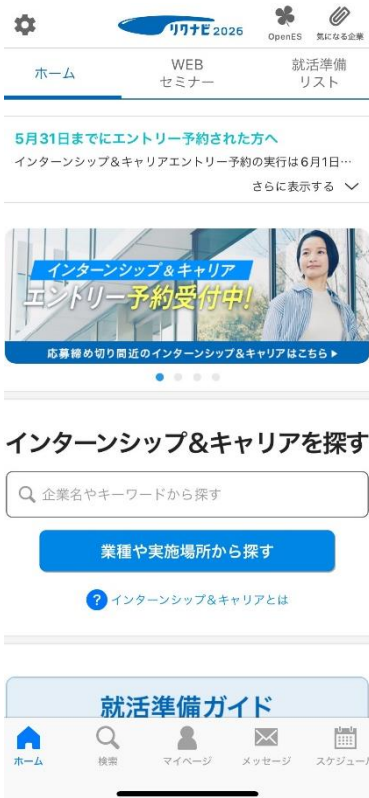 リクナビ2026
OpenES
気になる企業
ホーム
WEB
セミナー
就活準備
リスト
5月31日までにエントリー予約された方へ
インターンシップ&キャリアエントリー予約の実行は6月1日…
さらに表示する
インターンシップ&キャリア
エントリー予約受付中!
応募締め切り間近のインターンシップ&キャリアはこちら▶
インターンシップ&キャリアを探す
企業名やキーワードから探す
業種や実施場所から探す
? インターンシップ&キャリアとは
就活準備ガイド
ホーム
検索
マイページ
メッセージ
スケジュール